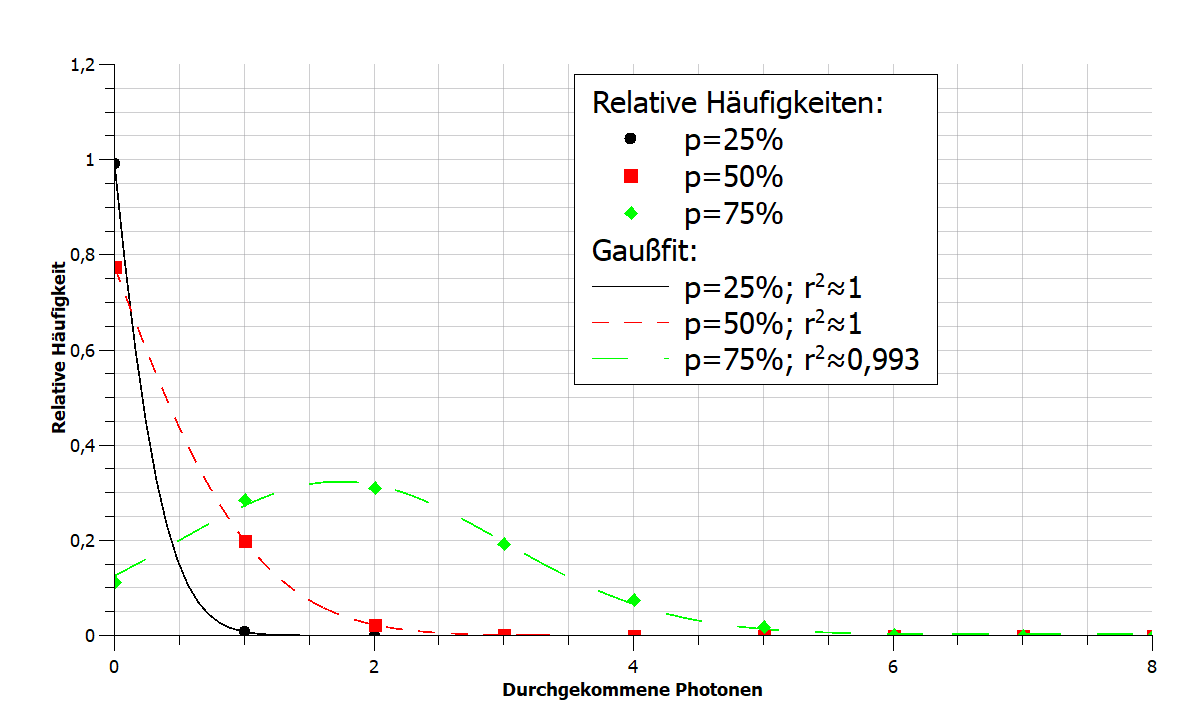 1,2
1
0,8
0,6
0,4
0,2
0
Relative Häufigkeit
Relative Häufigkeiten:
p=25%
p=50%
p=75%
Gaußfit:
p=25%; r²≈1
p=50%; r²≈1
p=75%; r²≈0,993
0 2 4 6 8
Durchgekommene Photonen